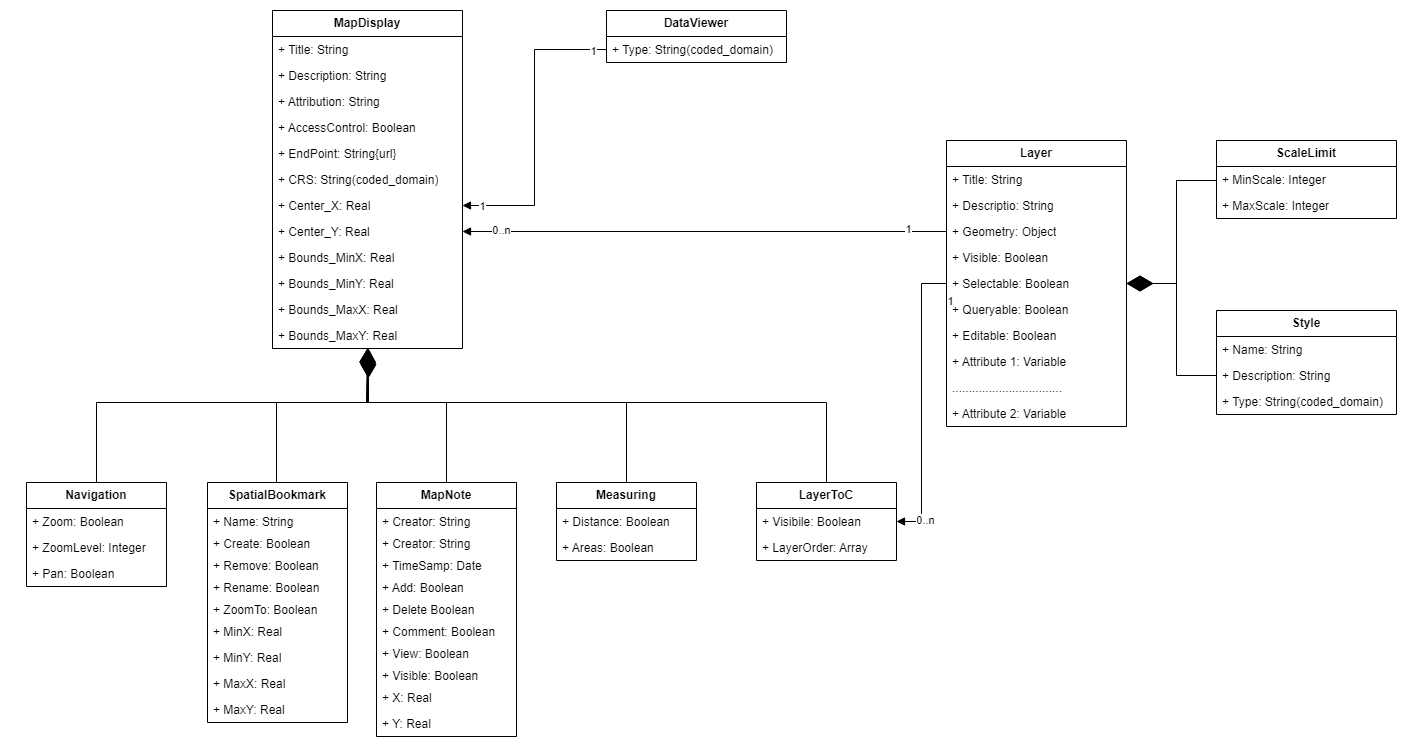 MapDisplay
+ Title: String
+ Description: String
+ Attribution: String
+ AccessControl: Boolean
+ EndPoint: String{url}
+ CRS: String(coded_domain)
+ Center_X: Real
+ Center_Y: Real
+ Bounds_MinX: Real
+ Bounds_MinY: Real
+ Bounds_MaxX: Real
+ Bounds_MaxY: Real
DataViewer
+ Type: String(coded_domain)
1
1
0..n
1
Layer
+ Title: String
+ Descriptio: String
+ Geometry: Object
+ Visible: Boolean
+ Selectable: Boolean
+ Queryable: Boolean
+ Editable: Boolean
+ Attribute 1: Variable
.................................
+ Attribute 2: Variable
1
0..n
ScaleLimit
+ MinScale: Integer
+ MaxScale: Integer
Style
+ Name: String
+ Description: String
+ Type: String(coded_domain)
Navigation
+ Zoom: Boolean
+ ZoomLevel: Integer
+ Pan: Boolean
SpatialBookmark
+ Name: String
+ Create: Boolean
+ Remove: Boolean
+ Rename: Boolean
+ ZoomTo: Boolean
+ MinX: Real
+ MinY: Real
+ MaxX: Real
+ MaxY: Real
MapNote
+ Creator: String
+ Creator: String
+ TimeSamp: Date
+ Add: Boolean
+ Delete Boolean
+ Comment: Boolean
+ View: Boolean
+ Visible: Boolean
+ X: Real
+ Y: Real
Measuring
+ Distance: Boolean
+ Areas: Boolean
LayerToC
+ Visibile: Boolean
+ LayerOrder: Array